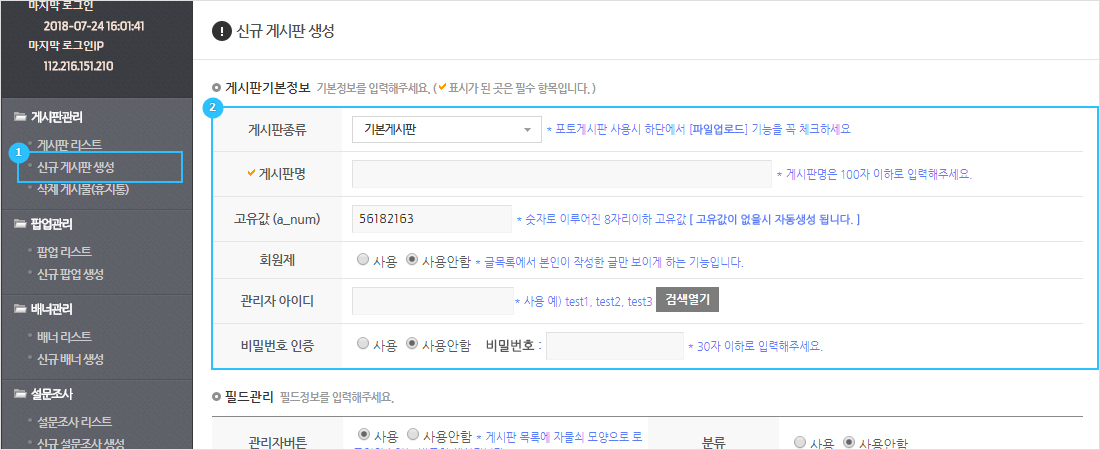 마지막 로그인
2018-07-24 16:01:41
마지막 로그인IP
112.216.151.210
게시판관리
게시판 리스트
1
신규 게시판 생성
삭제 게시물(휴지통)
팝업관리
팝업 리스트
신규 팝업 생성
배너관리
배너 리스트
신규 배너 생성
설문조사
설문조사 리스트
신규 설문조사 생성
! 신규 게시판 생성
게시판기본정보 기본정보를 입력해주세요. ( 표시가 된 곳은 필수 항목입니다. )
2
게시판종류 기본게시판 * 포토게시판 사용시 하단에서 [파일업로드] 기능을 꼭 체크하세요
게시판명 * 게시판명은 100자 이하로 입력해주세요.
고유값 (a_num) 56182163 * 숫자로 이루어진 8자리이하 고유값 [ 고유값이 없을시 자동생성 됩니다. ]
회원제 사용 사용안함 * 글목록에서 본인이 작성한 글만 보이게 하는 기능입니다.
관리자 아이디 * 사용 예) test1, test2, test3 검색열기
비밀번호 인증 사용 사용안함 비밀번호 : * 30자 이하로 입력해주세요.
필드관리 필드정보를 입력해주세요.
관리자버튼 사용 사용안함 * 게시판 목록에 자물쇠 모양으로 로
분류 사용 사용안함